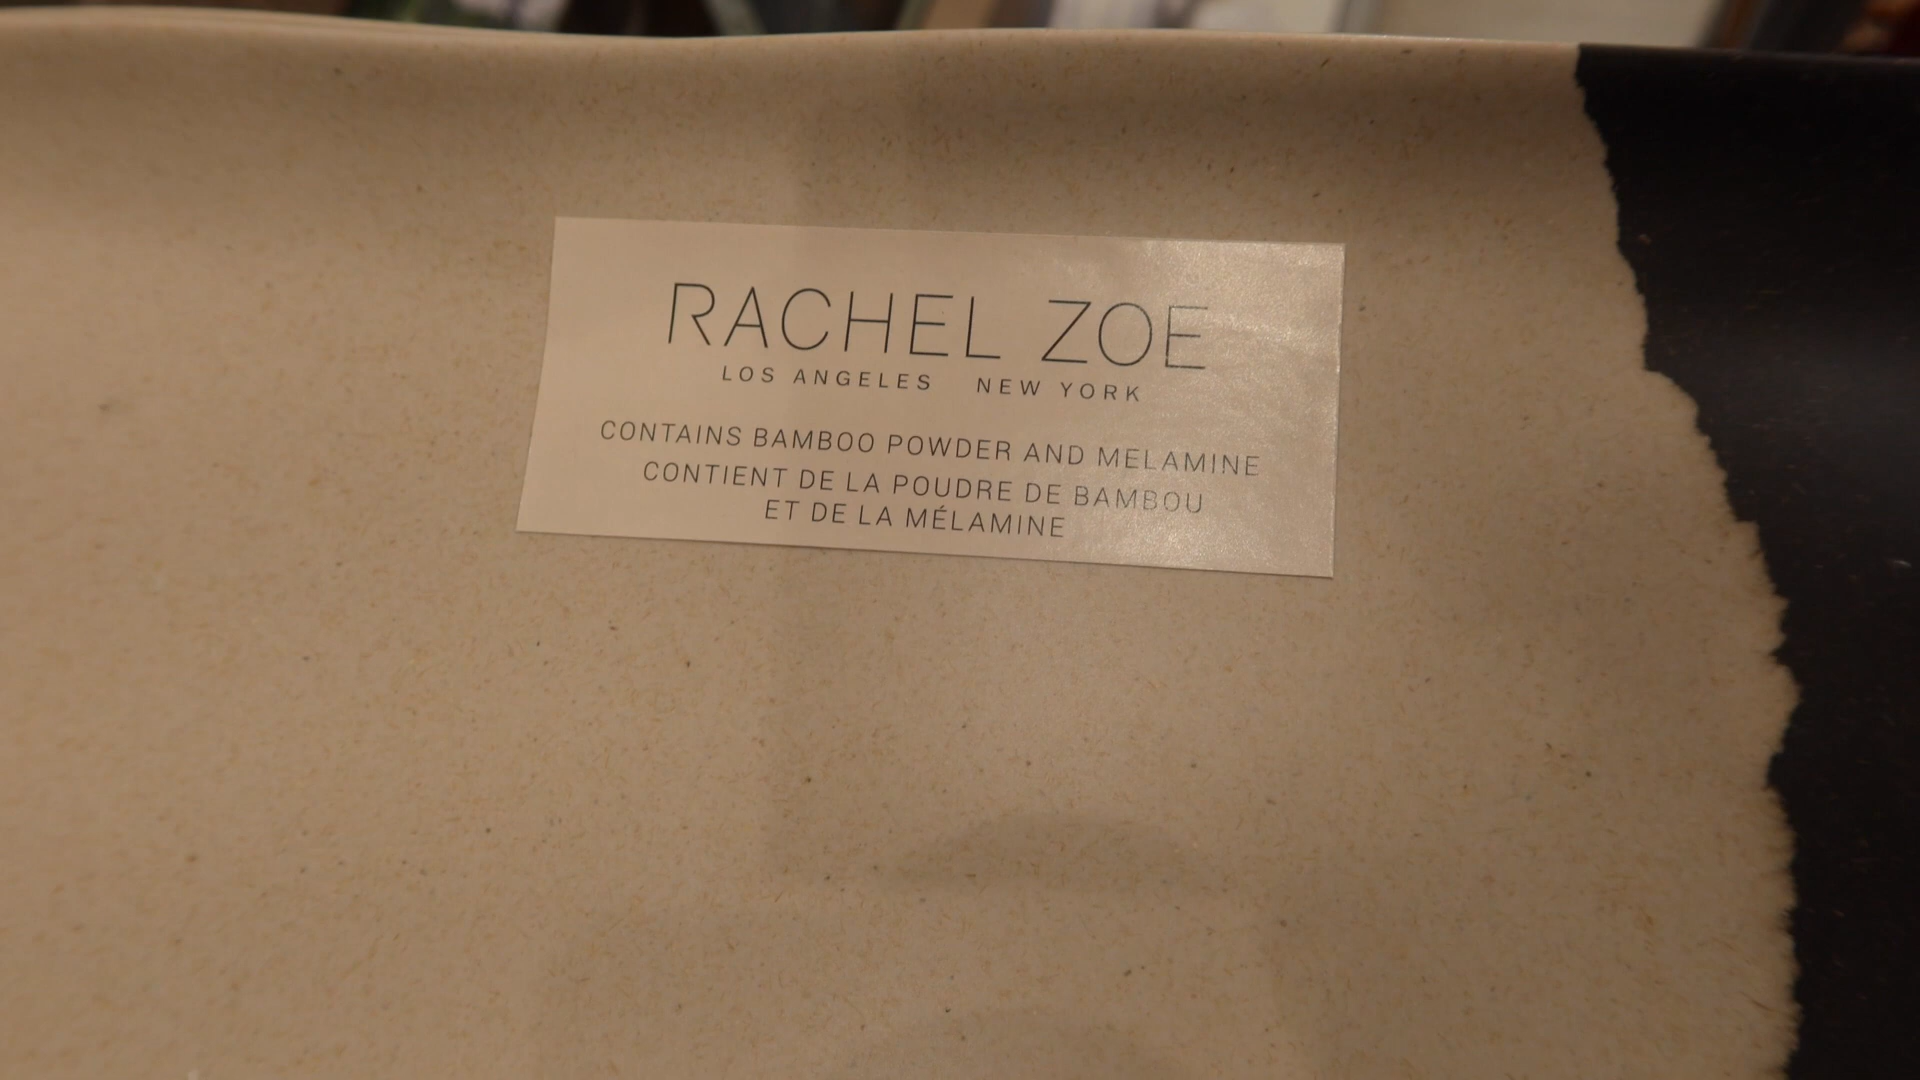 RACHEL ZOE
LOS ANGELES NEW YORK
CONTAINS BAMBOO POWDER AND MELAMINE
CONTIENT DE LA POUDRE DE BAMBOU
ET DE LA MÉLAMINE